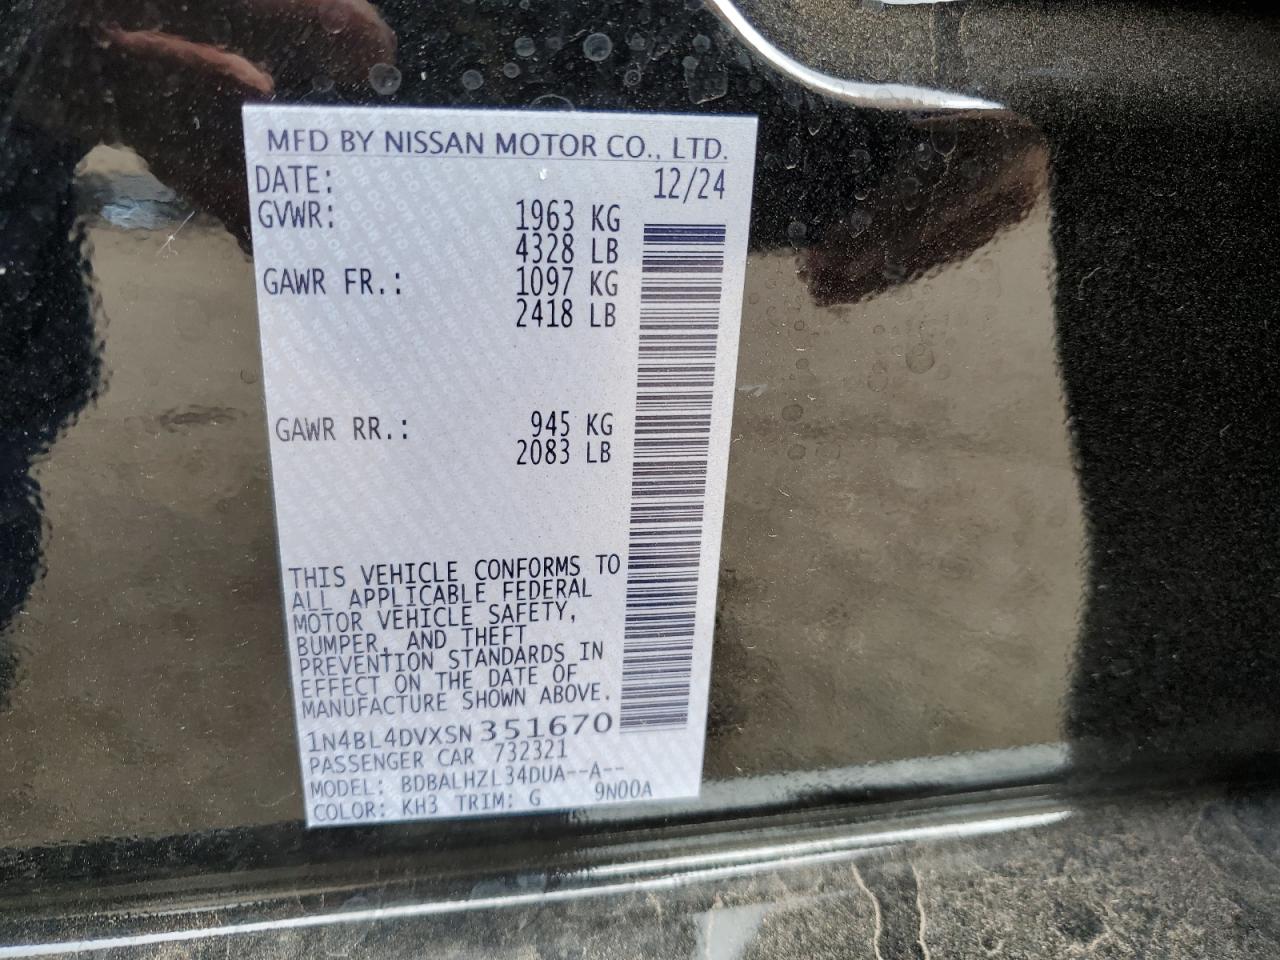 MFD BY NISSAN MOTOR CO., LTD.
DATE: 12/24
GVWR: 1963 KG
4328 LB
GAWR FR.: 1097 KG
2418 LB
GAWR RR.: 945 KG
2083 LB
THIS VEHICLE CONFORMS TO
ALL APPLICABLE FEDERAL
MOTOR VEHICLE SAFETY,
BUMPER, AND THEFT
PREVENTION STANDARDS IN
EFFECT ON THE DATE OF
MANUFACTURE SHOWN ABOVE.
1N4BL4DVXSN351670
PASSENGER CAR 732321
MODEL: BDBALHZL34DUA--A--
COLOR: KH3 TRIM: G 9N00A